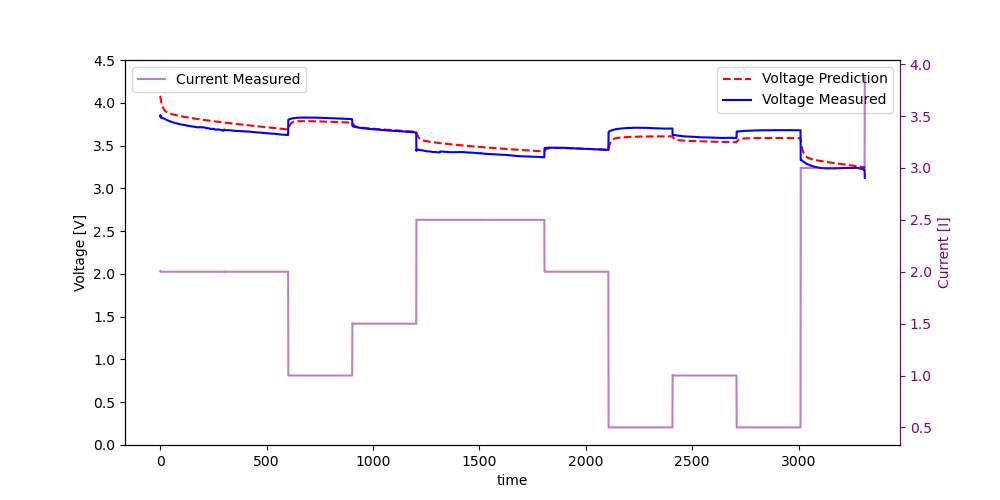 Current Measured
Voltage Prediction
Voltage Measured
4.5
4.0
3.5
3.0
2.5
2.0
1.5
1.0
0.5
0.0
Voltage [V]
4.0
3.5
3.0
2.5
2.0
1.5
1.0
0.5
Current [I]
0 500 1000 1500 2000 2500 3000
time